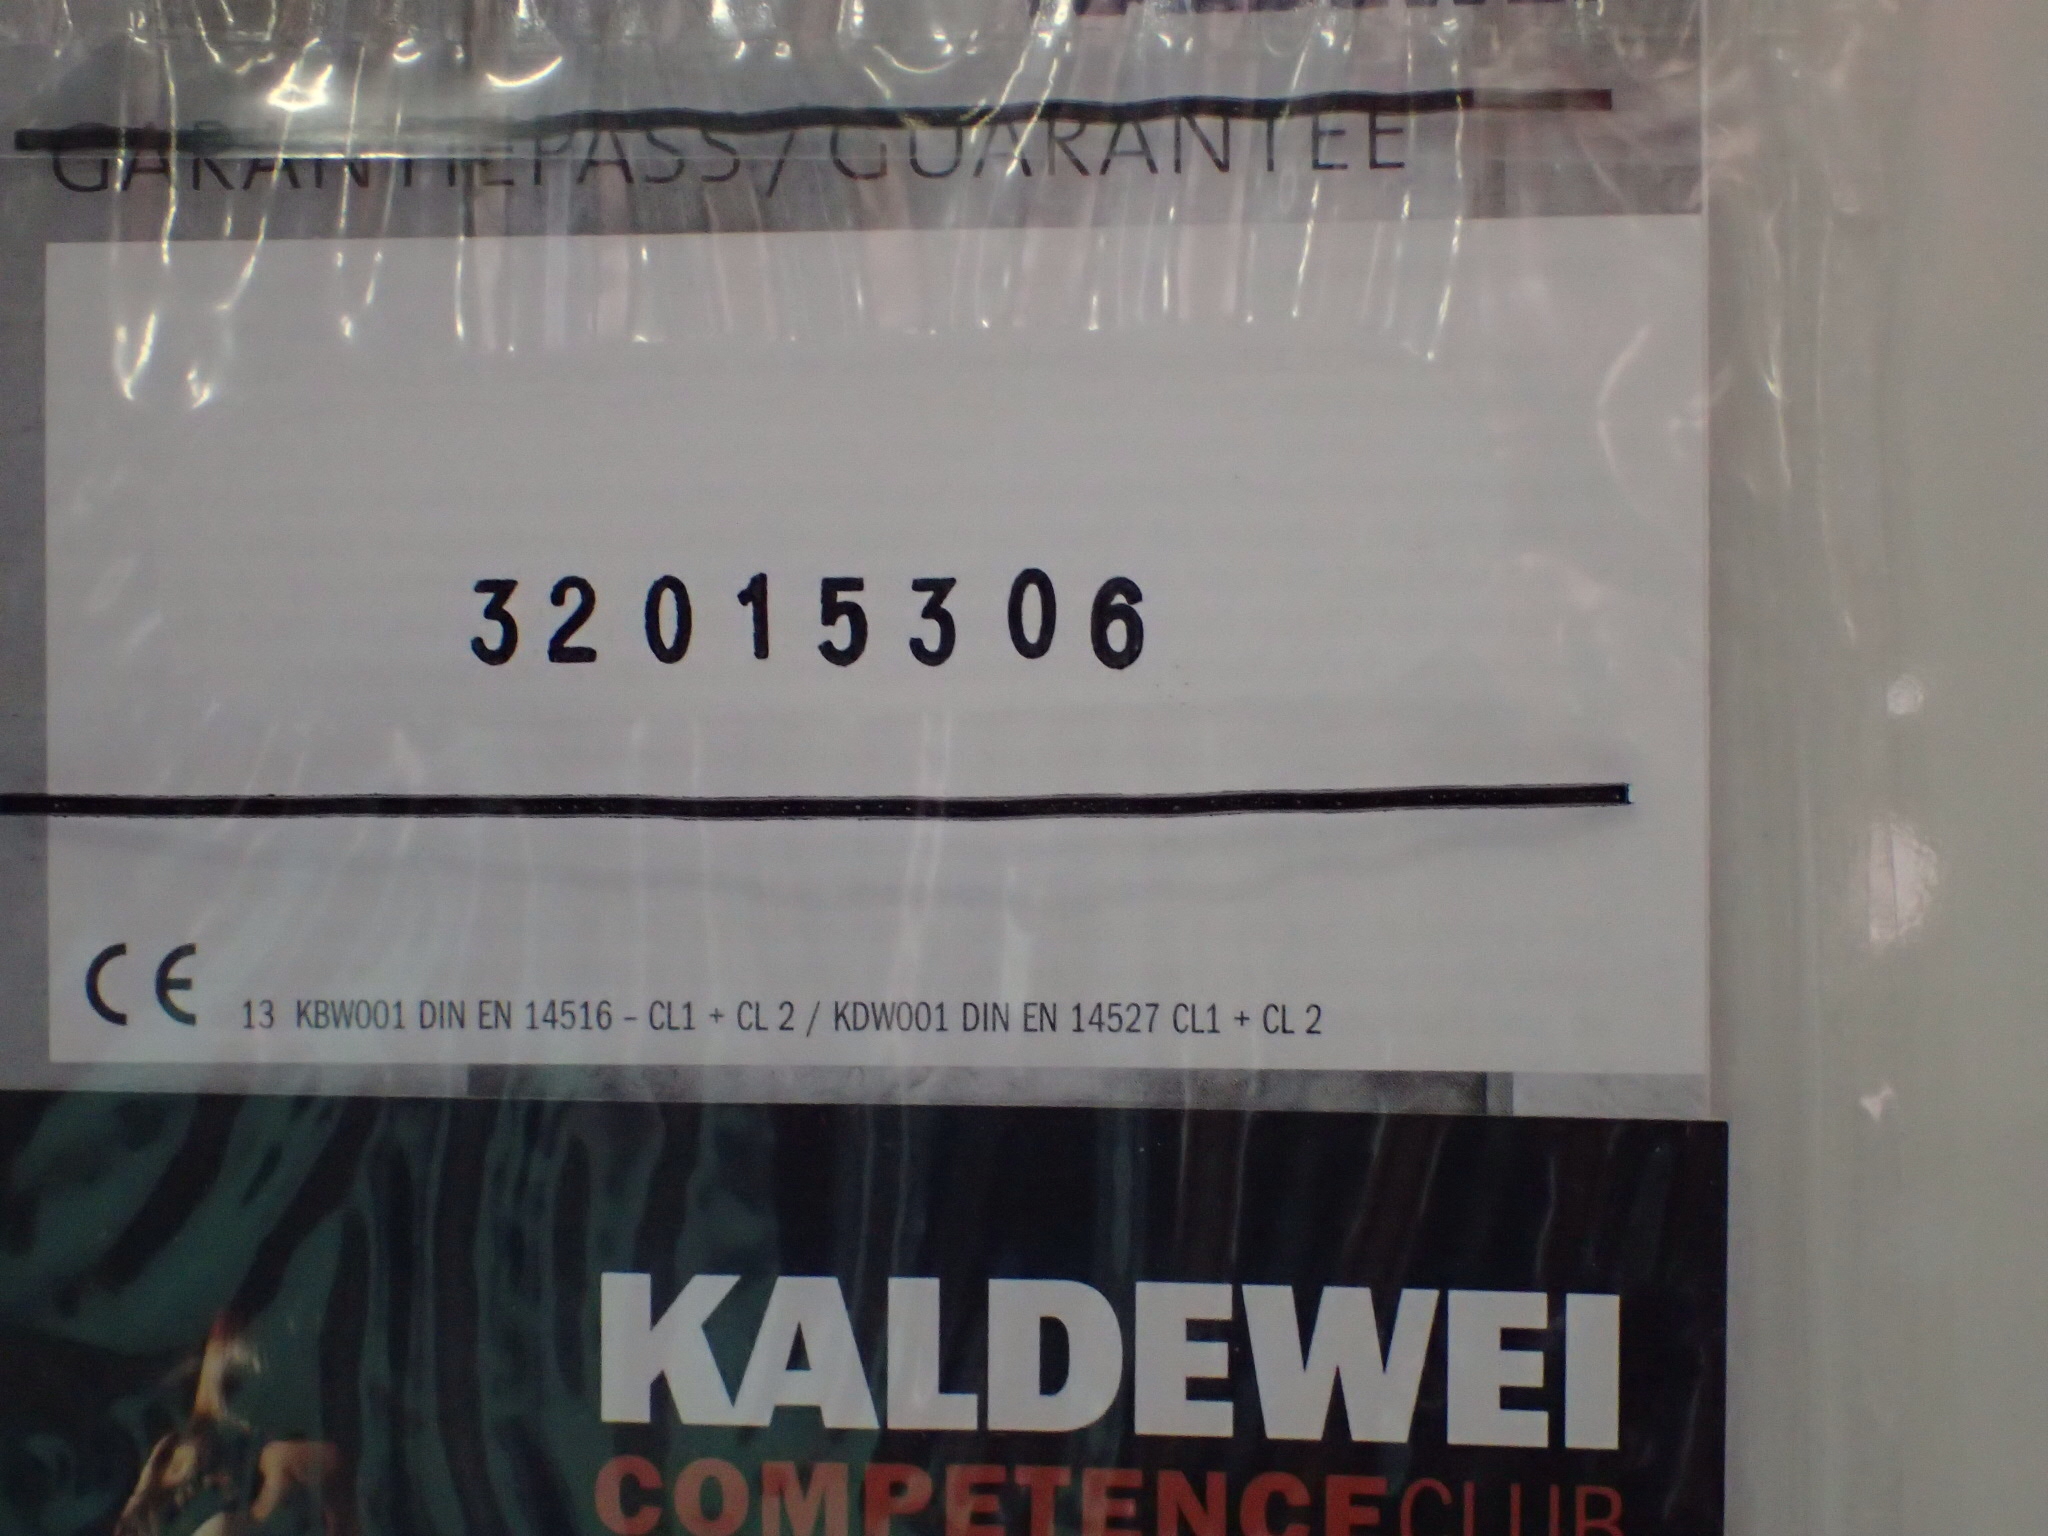 GARANTIEPASS / GUARANTEE
32015306
CE 13 KBW001 DIN EN 14516 – CL1 + CL 2 / KDW001 DIN EN 14527 CL1 + CL 2
KALDEWEI
COMPETENCECLUB